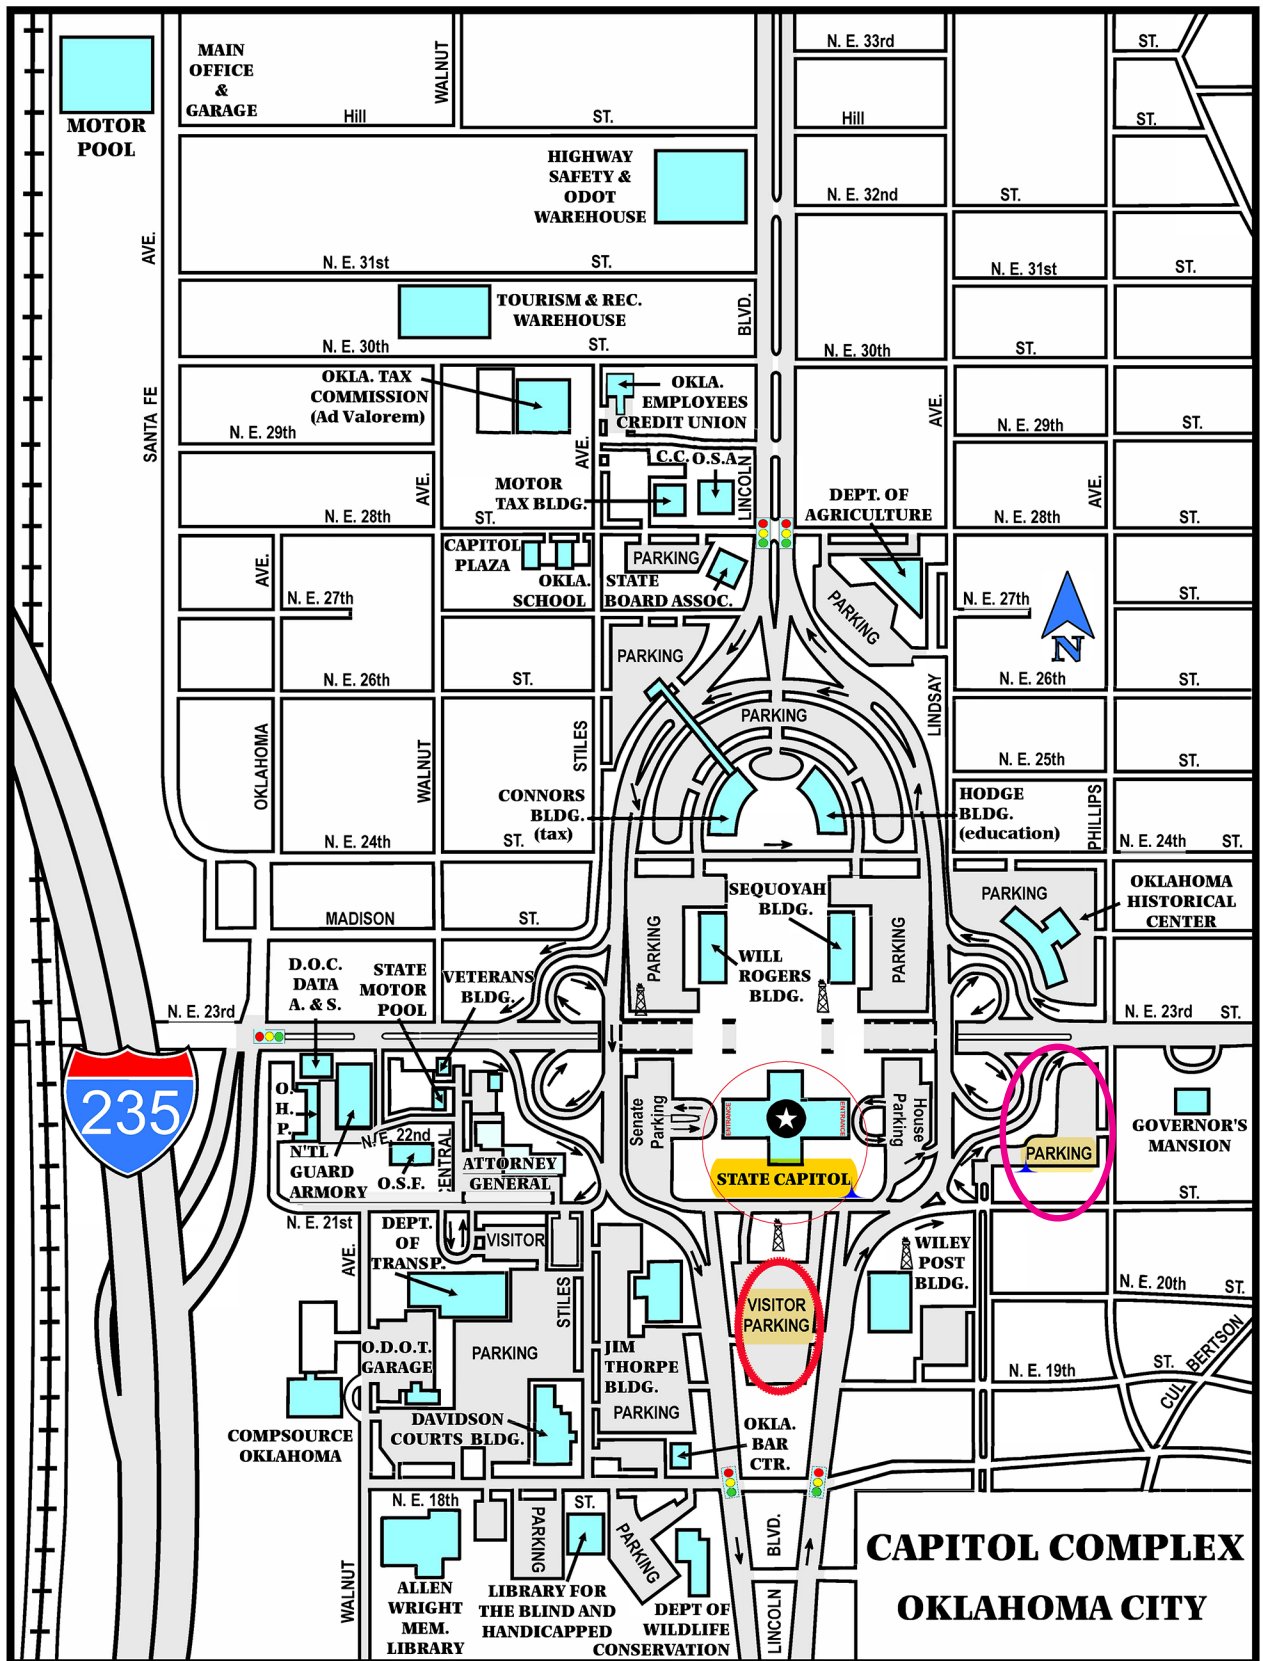 N. E. 33rd
ST.
MAIN
OFFICE
&
GARAGE
WALNUT
MOTOR
POOL
Hill
ST.
Hill
ST.
HIGHWAY
SAFETY &
ODOT
WAREHOUSE
N. E. 32nd
ST.
AVE.
N. E. 31st
ST.
N. E. 31st
ST.
TOURISM & REC.
WAREHOUSE
BLVD.
N. E. 30th
ST.
N. E. 30th
ST.
OKLA. TAX
COMMISSION
(Ad Valorem)
OKLA.
EMPLOYEES
CREDIT UNION
SANTA FE
AVE.
N. E. 29th
N. E. 29th
ST.
AVE.
C.C.
O.S.A.
LINCOLN
MOTOR
TAX BLDG.
AVE.
DEPT. OF
AGRICULTURE
AVE.
N. E. 28th
ST.
N. E. 28th
ST.
CAPITOL
PLAZA
PARKING
AVE.
OKLA.
SCHOOL
STATE
BOARD ASSOC.
N. E. 27th
PARKING
N. E. 27th
ST.
N
PARKING
N. E. 26th
ST.
N. E. 26th
ST.
LINDSAY
PARKING
OKLAHOMA
WALNUT
STILES
N. E. 25th
ST.
CONNORS
BLDG.
(tax)
HODGE
BLDG.
(education)
PHILLIPS
N. E. 24th
ST.
N. E. 24th
ST.
SEQUOYAH
BLDG.
PARKING
OKLAHOMA
HISTORICAL
CENTER
MADISON
ST.
PARKING
PARKING
WILL
ROGERS
BLDG.
D.O.C.
DATA
A. & S.
STATE
MOTOR
POOL
VETERANS
BLDG.
N. E. 23rd
N. E. 23rd
ST.
235
O.
H.
P.
Senate
Parking
ENTRANCE
ENTRANCE
House
Parking
GOVERNOR'S
MANSION
N. E. 22nd
N'TL
GUARD
ARMORY
O.S.F.
CENTRAL
ATTORNEY
GENERAL
STATE CAPITOL
PARKING
ST.
N. E. 21st
AVE.
DEPT.
OF
TRANSP.
VISITOR
WILEY
POST
BLDG.
STILES
VISITOR
PARKING
N. E. 20th
ST.
O.D.O.T.
GARAGE
PARKING
JIM
THORPE
BLDG.
N. E. 19th
ST.
CULBERTSON
PARKING
COMPSOURCE
OKLAHOMA
DAVIDSON
COURTS BLDG.
OKLA.
BAR
CTR.
N. E. 18th
ST.
PARKING
PARKING
BLVD.
CAPITOL COMPLEX
OKLAHOMA CITY
WALNUT
ALLEN
WRIGHT
MEM.
LIBRARY
LIBRARY FOR
THE BLIND AND
HANDICAPPED
DEPT OF
WILDLIFE
CONSERVATION
LINCOLN